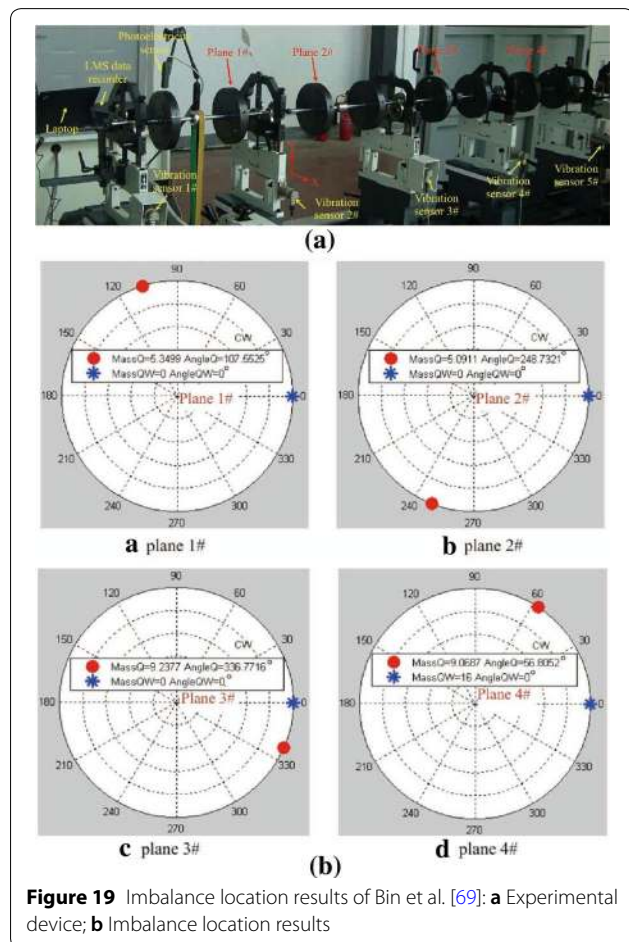 Photoelectricity
sensor
LMS data
recorder
Laptop
Plane 1#
Plane 2#
Plane 4#
Vibration
sensor 1#
Vibration
sensor 2#
Vibration
sensor 3#
Vibration
sensor 4#
Vibration
sensor 5#
(a)
90
120
60
150
30
CW
MassQ=5.3499 AngleQ=107.5525°
MassQW=0 AngleQW=0°
180
0
Plane 1#
210
330
240
300
270
a plane 1#
90
120
60
150
30
CW
MassQ=5.0911 AngleQ=248.7321°
MassQW=0 AngleQW=0°
180
0
Plane 2#
210
330
240
300
270
b plane 2#
90
120
60
150
30
CW
MassQ=9.2377 AngleQ=336.7716°
MassQW=0 AngleQW=0°
180
0
Plane 3#
210
330
240
300
270
c plane 3#
90
120
60
150
30
CW
MassQ=9.0687 AngleQ=56.8052°
MassQW=16 AngleQW=0°
180
0
Plane 4#
210
330
240
300
270
d plane 4#
(b)
Figure 19 Imbalance location results of Bin et al. [69]: a Experimental
device; b Imbalance location results